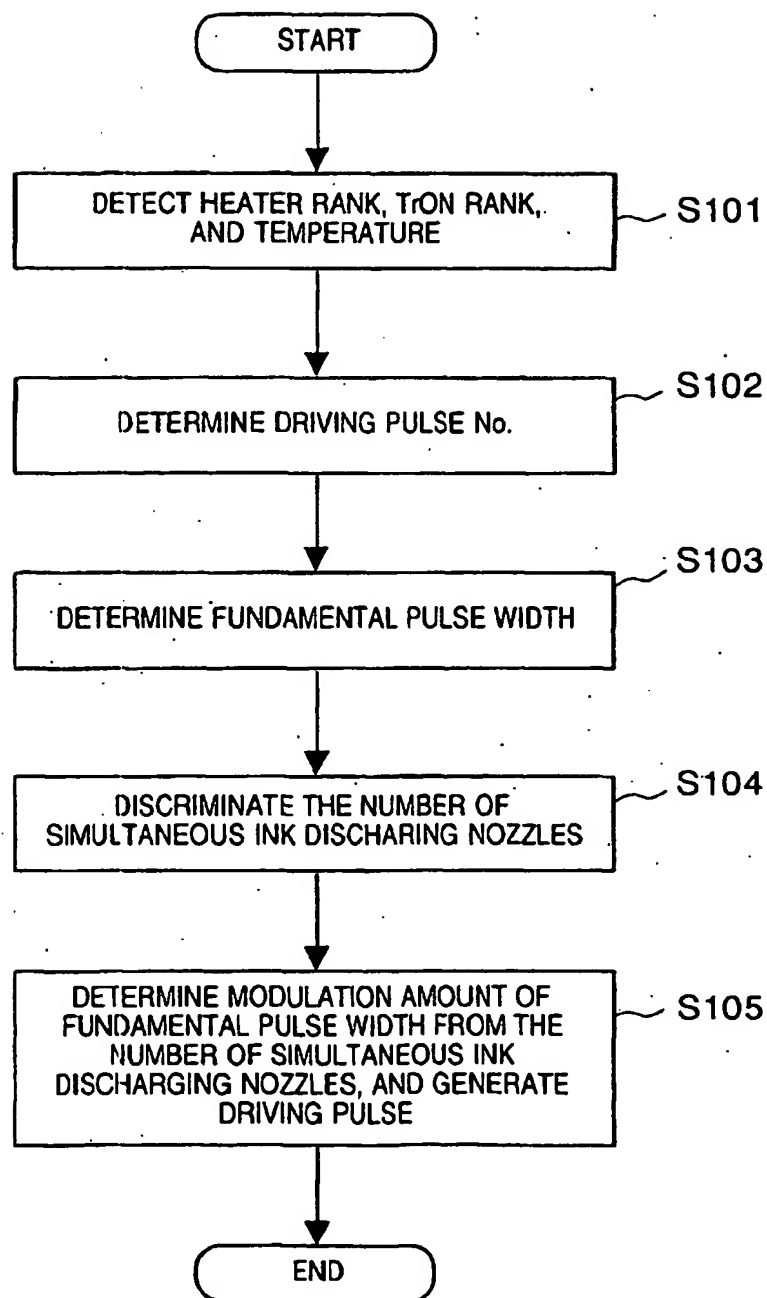 START
DETECT HEATER RANK, TrON RANK,
AND TEMPERATURE
S101
DETERMINE DRIVING PULSE No.
S102
DETERMINE FUNDAMENTAL PULSE WIDTH
S103
DISCRIMINATE THE NUMBER OF
SIMULTANEOUS INK DISCHARING NOZZLES
S104
DETERMINE MODULATION AMOUNT OF
FUNDAMENTAL PULSE WIDTH FROM THE
NUMBER OF SIMULTANEOUS INK
DISCHARGING NOZZLES, AND GENERATE
DRIVING PULSE
S105
END